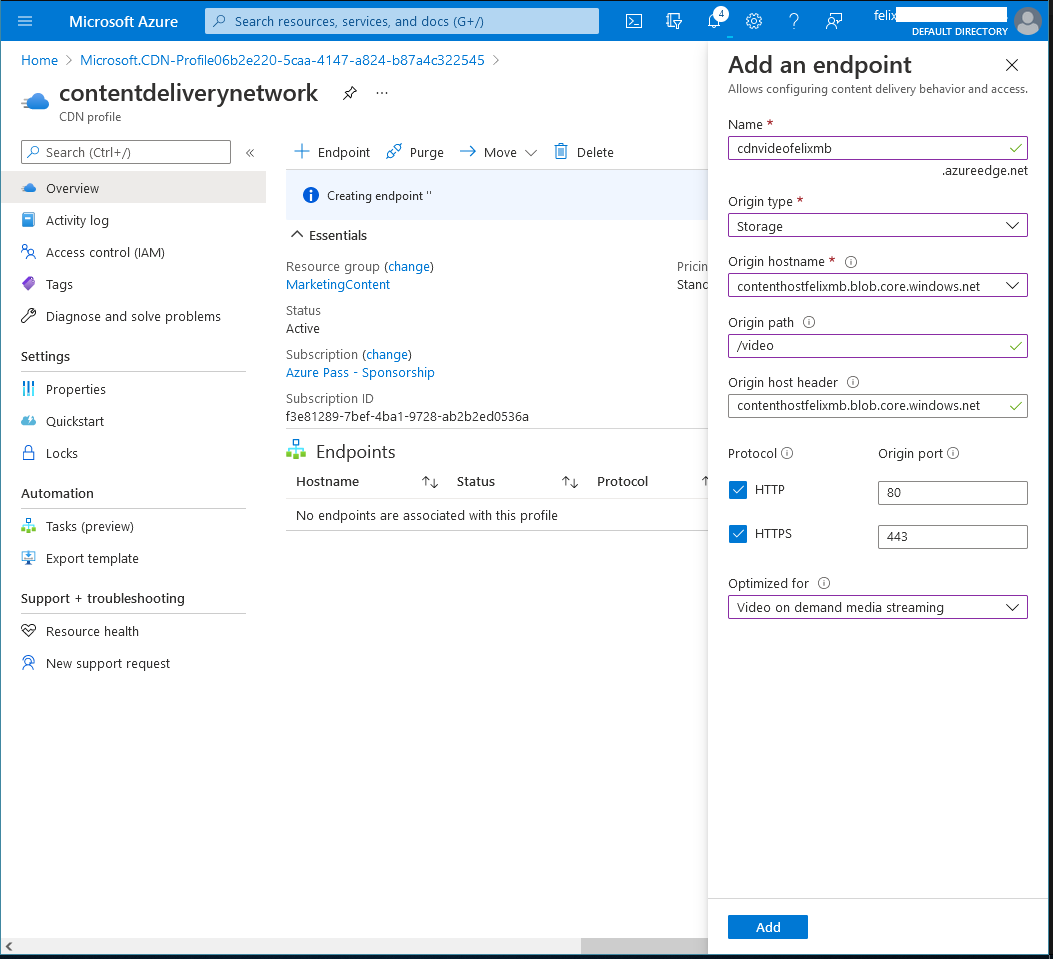 Microsoft Azure
Search resources, services, and docs (G+/)
4
felix
DEFAULT DIRECTORY
Home > Microsoft.CDN-Profile06b2e220-5caa-4147-a824-b87a4c322545 >
contentdeliverynetwork ...
CDN profile
Search (Ctrl+/)
«
Overview
Activity log
Access control (IAM)
Tags
Diagnose and solve problems
Settings
Properties
Quickstart
Locks
Automation
Tasks (preview)
Export template
Support + troubleshooting
Resource health
New support request
Endpoint Purge Move Delete
Creating endpoint ''
Essentials
Resource group (change)
MarketingContent
Status
Active
Subscription (change)
Azure Pass - Sponsorship
Subscription ID
f3e81289-7bef-4ba1-9728-ab2b2ed0536a
Pricin
Stand
Endpoints
Hostname Status Protocol
No endpoints are associated with this profile
Add an endpoint
Allows configuring content delivery behavior and access.
Name *
cdnvideofelixmb
.azureedge.net
Origin type *
Storage
Origin hostname *
contenthostfelixmb.blob.core.windows.net
Origin path
/video
Origin host header
contenthostfelixmb.blob.core.windows.net
Protocol Origin port
HTTP 80
HTTPS 443
Optimized for
Video on demand media streaming
Add